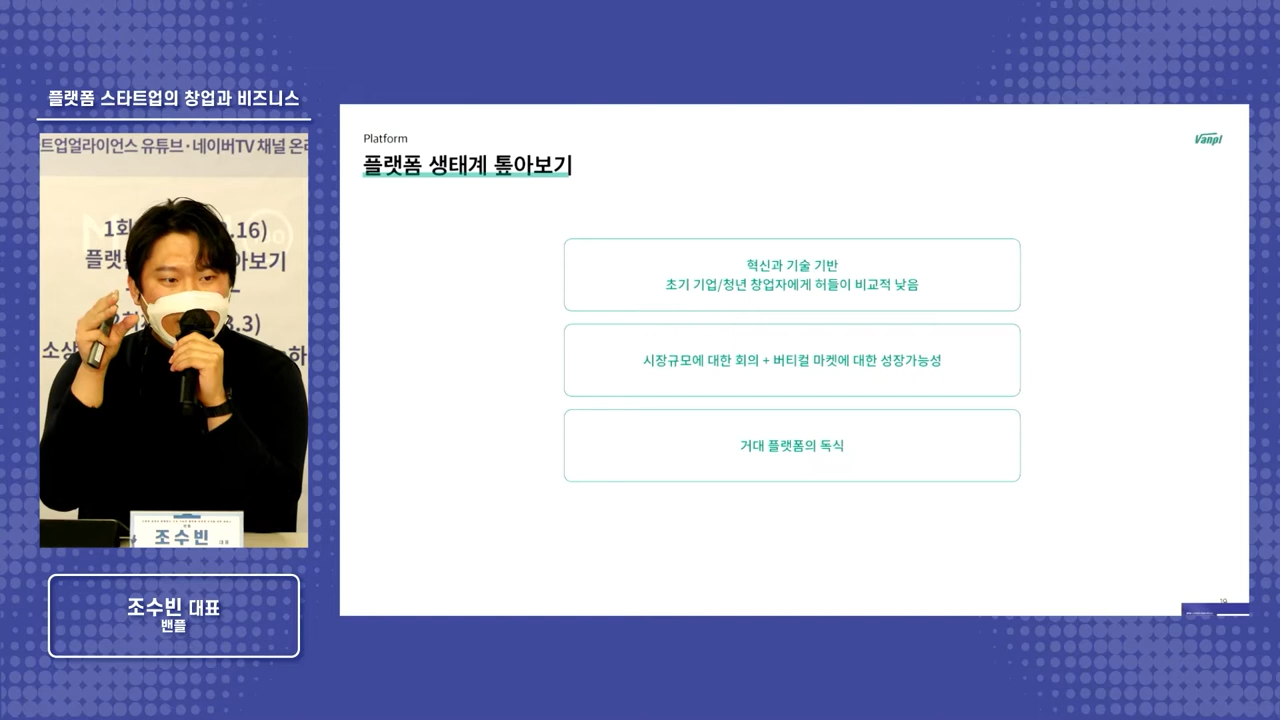 플랫폼 스타트업의 창업과 비즈니스
트업얼라이언스 유튜브·네이버TV 채널 온
1회
.16)
플랫
아보기
.3)
소상
조수빈
대표
조수빈 대표
밴플
Platform
Vanpl
플랫폼 생태계 톺아보기
혁신과 기술 기반
초기 기업/청년 창업자에게 허들이 비교적 낮음
시장규모에 대한 회의 + 버티컬 마켓에 대한 성장가능성
거대 플랫폼의 독식
19